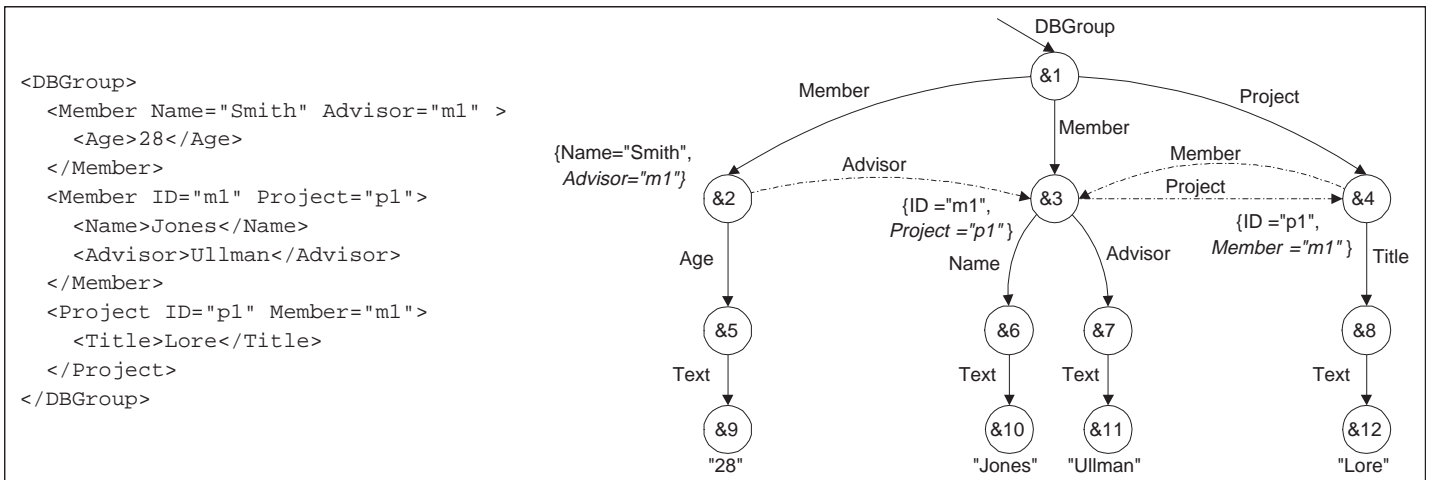 <DBGroup>
<Member Name="Smith" Advisor="m1" >
<Age>28</Age>
</Member>
<Member ID="m1" Project="p1">
<Name>Jones</Name>
<Advisor>Ullman</Advisor>
</Member>
<Project ID="p1" Member="m1">
<Title>Lore</Title>
</Project>
</DBGroup>
DBGroup
&1
Member
Member
Project
{Name="Smith",
Advisor="m1"}
&2
Advisor
&3
{ID ="m1",
Project ="p1" }
Member
Project
&4
{ID ="p1",
Member ="m1" }
Age
Name
Advisor
Title
&5
&6
&7
&8
Text
Text
Text
Text
&9
&10
&11
&12
"28"
"Jones"
"Ullman"
"Lore"